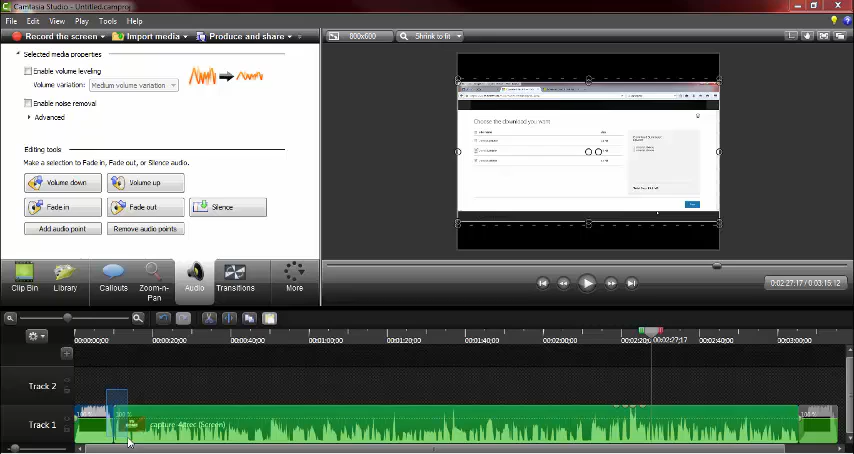 Camtasia Studio - Untitled.camproj
File Edit View Play Tools Help
Record the screen Import media Produce and share »
800x600 Shrink to fit
Selected media properties
Enable volume leveling
Volume variation: Medium volume variation
Enable noise removal
Advanced
Editing tools
Make a selection to Fade in, Fade out, or Silence audio.
Volume down Volume up
Fade in Fade out Silence
Add audio point Remove audio points
Choose the download you want
Clip Bin Library Callouts Zoom-n-Pan Audio Transitions More
0:02:27;17 / 0:03:15;12
00:00:00;00 00:00:20;00 00:00:40;00 00:01:00;00 00:01:20;00 00:01:40;00 00:02:00;00 00:02:20;00 00:02:27;17 00:02:40;00 00:03:00;00
Track 2
100 % 100 % 100 %
Track 1 capture-4.trec (Screen)